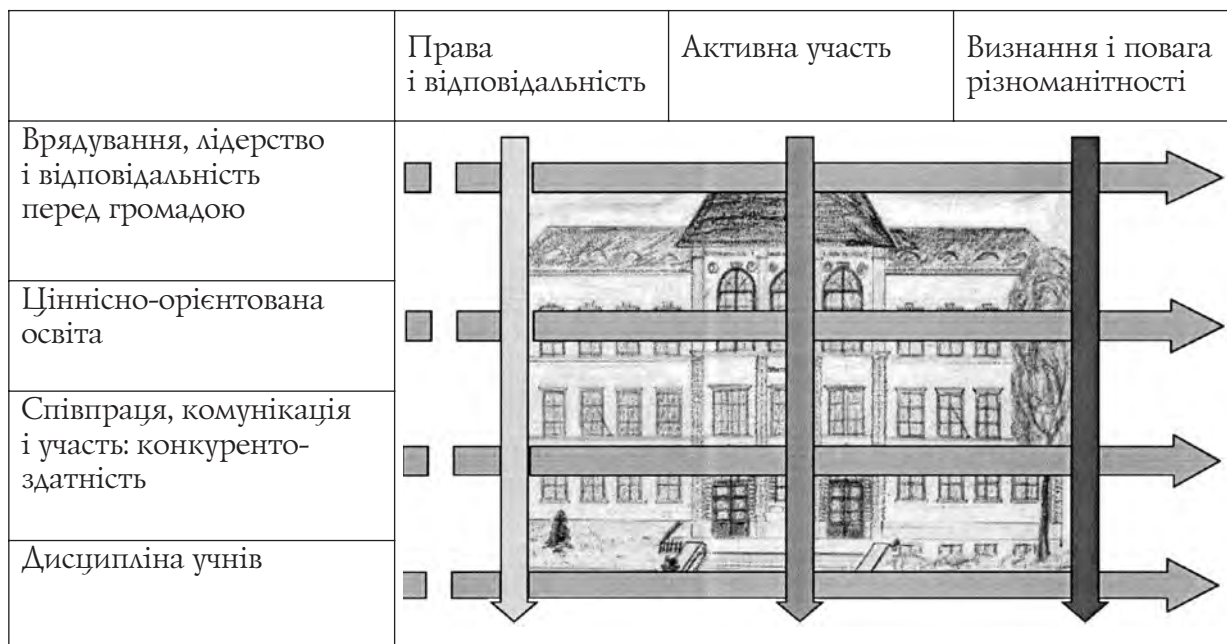 Права
і відповідальність
Активна участь
Визнання і повага
різноманітності
Врядування, лідерство
і відповідальність
перед громадою
Ціннісно-орієнтована
освіта
Співпраця, комунікація
і участь: конкуренто-
здатність
Дисципліна учнів